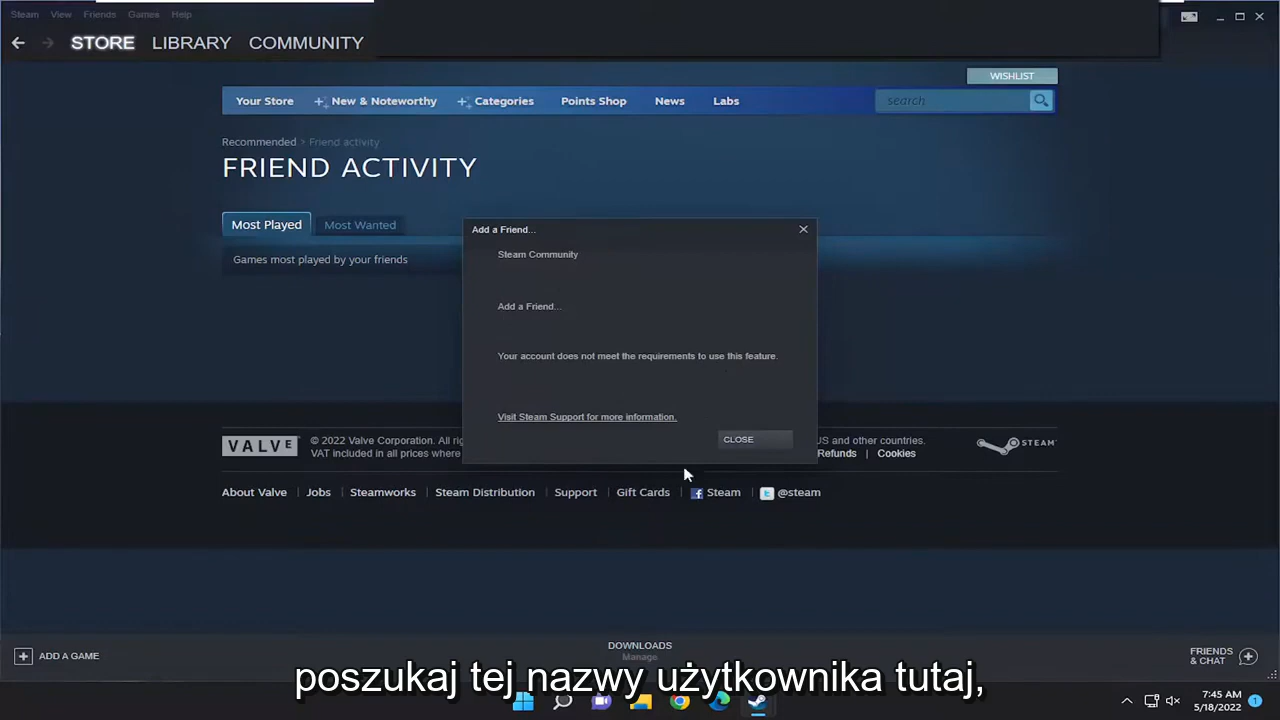 Steam View Friends Games Help
STORE LIBRARY COMMUNITY
WISHLIST
Your Store New & Noteworthy Categories Points Shop News Labs search
Recommended > Friend activity
FRIEND ACTIVITY
Most Played Most Wanted
Games most played by your friends
Add a Friend...
Steam Community
Add a Friend...
Your account does not meet the requirements to use this feature.
Visit Steam Support for more information.
CLOSE
VALVE © 2022 Valve Corporation. All US and other countries. STEAM
VAT included in all prices where Refunds | Cookies
About Valve | Jobs | Steamworks | Steam Distribution | Support | Gift Cards | Steam | @steam
ADD A GAME
DOWNLOADS
Manage
FRIENDS
& CHAT
poszukaj tej nazwy użytkownika tutaj,
7:45 AM
5/18/2022
1